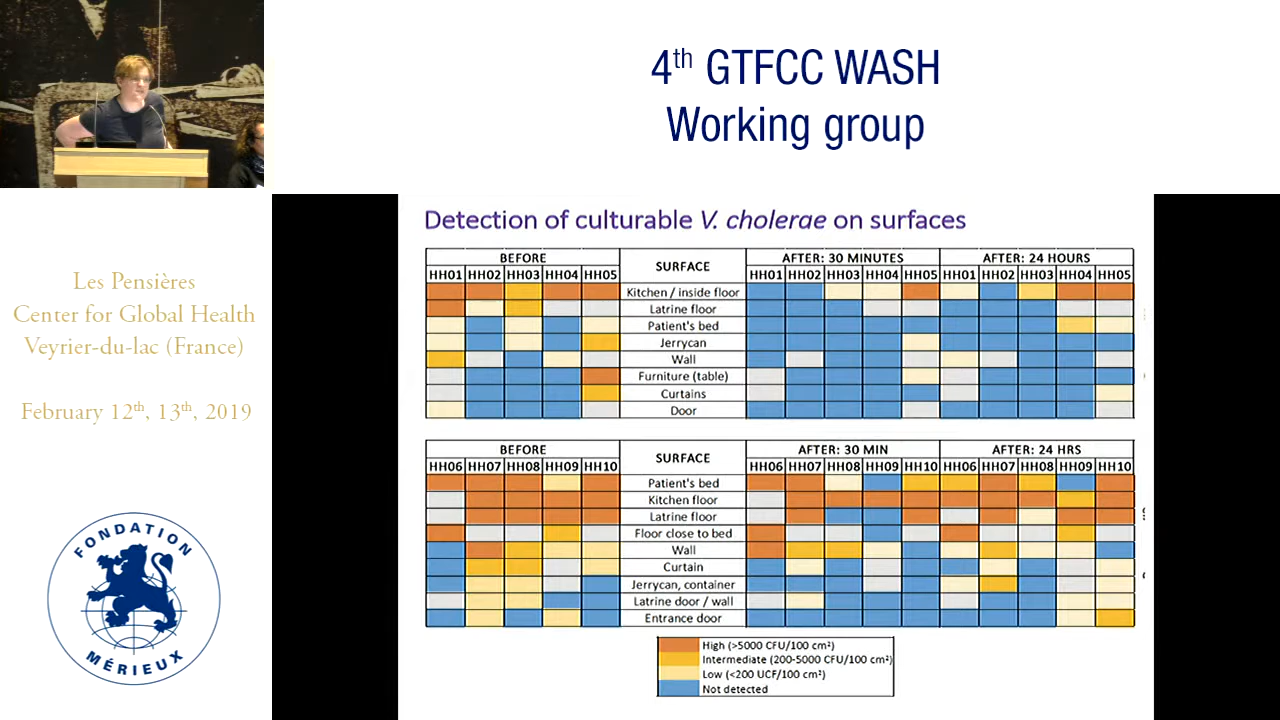 4th GTFCC WASH
Working group
Les Pensières
Center for Global Health
Veyrier-du-lac (France)
February 12th, 13th, 2019
FONDATION
MÉRIEUX
Detection of culturable V. cholerae on surfaces
BEFORE SURFACE AFTER: 30 MINUTES AFTER: 24 HOURS
HH01 HH02 HH03 HH04 HH05 HH01 HH02 HH03 HH04 HH05 HH01 HH02 HH03 HH04 HH05
Kitchen / inside floor
Latrine floor
Patient's bed
Jerrycan
Wall
Furniture (table)
Curtains
Door
BEFORE SURFACE AFTER: 30 MIN AFTER: 24 HRS
HH06 HH07 HH08 HH09 HH10 HH06 HH07 HH08 HH09 HH10 HH06 HH07 HH08 HH09 HH10
Patient's bed
Kitchen floor
Latrine floor
Floor close to bed
Wall
Curtain
Jerrycan, container
Latrine door / wall
Entrance door
High (>5000 CFU/100 cm²)
Intermediate (200-5000 CFU/100 cm²)
Low (<200 UCF/100 cm²)
Not detected